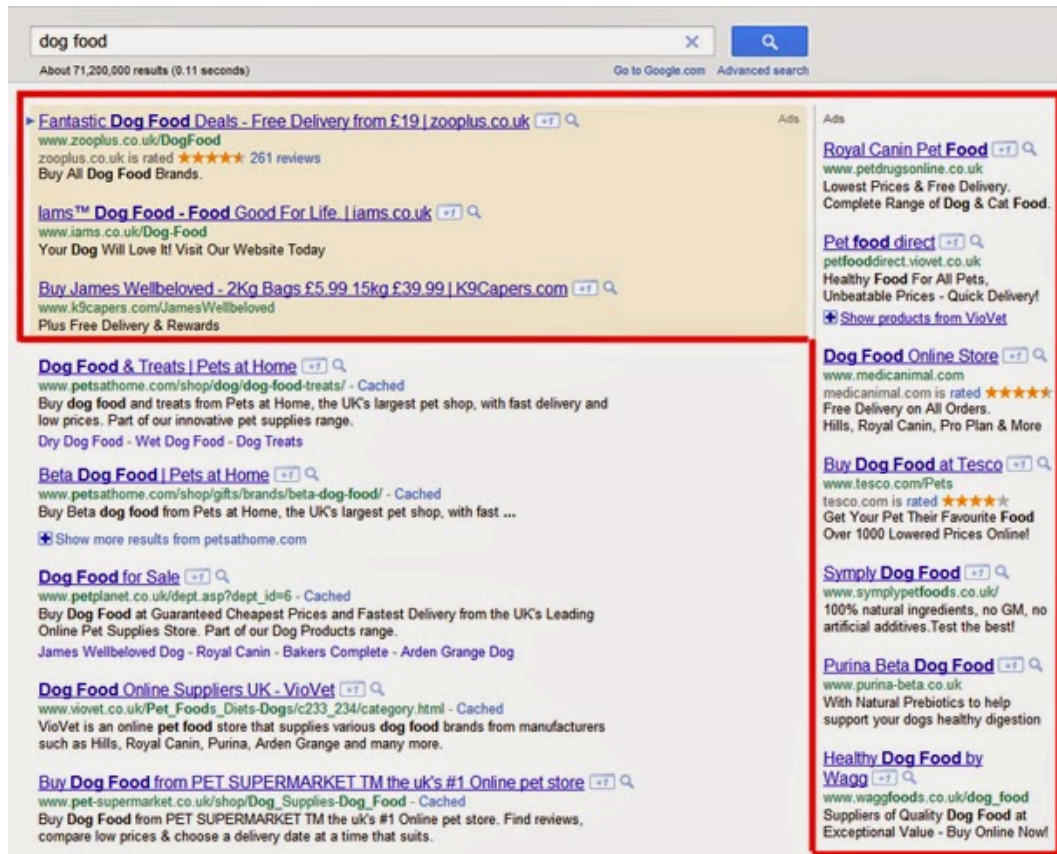 dog food
About 71,200,000 results (0.11 seconds)
Go to Google.com Advanced search
Fantastic Dog Food Deals - Free Delivery from £19 | zooplus.co.uk +1
Ads
www.zooplus.co.uk/DogFood
zooplus.co.uk is rated 261 reviews
Buy All Dog Food Brands.
Iams™ Dog Food - Food Good For Life. | iams.co.uk +1
www.iams.co.uk/Dog-Food
Your Dog Will Love It! Visit Our Website Today
Buy James Wellbeloved - 2Kg Bags £5.99 15kg £39.99 | K9Capers.com +1
www.k9capers.com/JamesWellbeloved
Plus Free Delivery & Rewards
Dog Food & Treats | Pets at Home +1
www.petsathome.com/shop/dog/dog-food-treats/ - Cached
Buy dog food and treats from Pets at Home, the UK's largest pet shop, with fast delivery and
low prices. Part of our innovative pet supplies range.
Dry Dog Food - Wet Dog Food - Dog Treats
Beta Dog Food | Pets at Home +1
www.petsathome.com/shop/gifts/brands/beta-dog-food/ - Cached
Buy Beta dog food from Pets at Home, the UK's largest pet shop, with fast ...
Show more results from petsathome.com
Dog Food for Sale +1
www.petplanet.co.uk/dept.asp?dept_id=6 - Cached
Buy Dog Food at Guaranteed Cheapest Prices and Fastest Delivery from the UK's Leading
Online Pet Supplies Store. Part of our Dog Products range.
James Wellbeloved Dog - Royal Canin - Bakers Complete - Arden Grange Dog
Dog Food Online Suppliers UK - VioVet +1
www.viovet.co.uk/Pet_Foods_Diets-Dogs/c233_234/category.html - Cached
VioVet is an online pet food store that supplies various dog food brands from manufacturers
such as Hills, Royal Canin, Purina, Arden Grange and many more.
Buy Dog Food from PET SUPERMARKET TM the uk's #1 Online pet store +1
www.pet-supermarket.co.uk/shop/Dog_Supplies-Dog_Food - Cached
Buy Dog Food from PET SUPERMARKET TM the uk's #1 Online pet store. Find reviews,
compare low prices & choose a delivery date at a time that suits.
Ads
Royal Canin Pet Food +1
www.petdrugsonline.co.uk
Lowest Prices & Free Delivery.
Complete Range of Dog & Cat Food.
Pet food direct +1
petfooddirect.viovet.co.uk
Healthy Food For All Pets,
Unbeatable Prices - Quick Delivery!
Show products from VioVet
Dog Food Online Store +1
www.medicanimal.com
medicanimal.com is rated
Free Delivery on All Orders.
Hills, Royal Canin, Pro Plan & More
Buy Dog Food at Tesco +1
www.tesco.com/Pets
tesco.com is rated
Get Your Pet Their Favourite Food
Over 1000 Lowered Prices Online!
Symply Dog Food +1
www.symplypetfoods.co.uk/
100% natural ingredients, no GM, no
artificial additives.Test the best!
Purina Beta Dog Food +1
www.purina-beta.co.uk
With Natural Prebiotics to help
support your dogs healthy digestion
Healthy Dog Food by
Wagg +1
www.waggfoods.co.uk/dog_food
Suppliers of Quality Dog Food at
Exceptional Value - Buy Online Now!